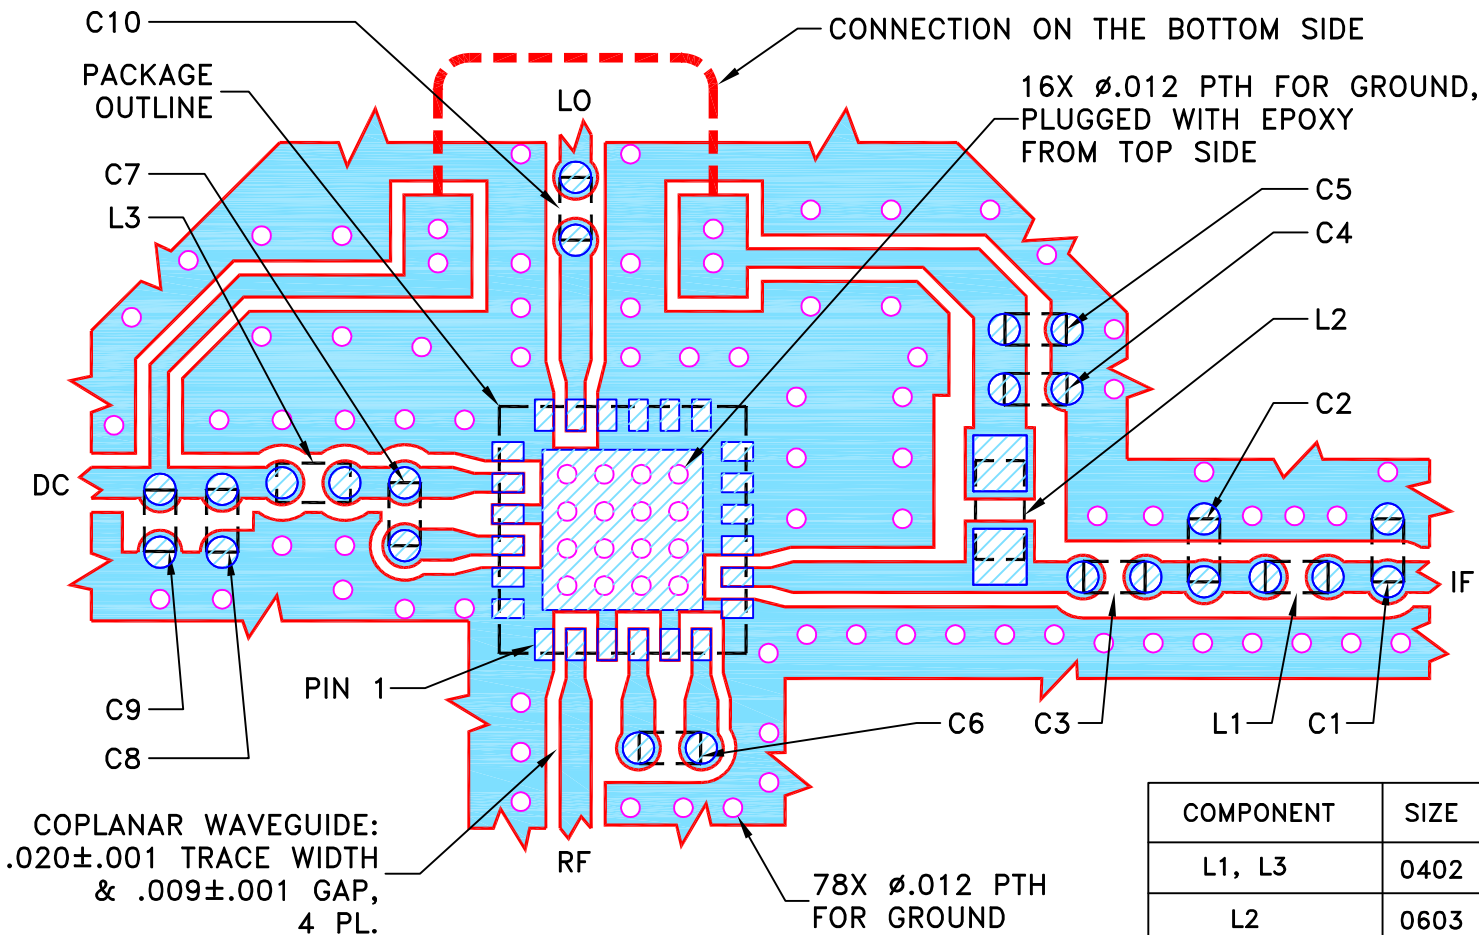 C10
CONNECTION ON THE BOTTOM SIDE
PACKAGE
OUTLINE
LO
16X ø.012 PTH FOR GROUND,
PLUGGED WITH EPOXY
FROM TOP SIDE
C7
L3
C5
C4
L2
C2
DC
IF
PIN 1
C9
C8
C6
C3
L1
C1
COPLANAR WAVEGUIDE:
.020±.001 TRACE WIDTH
& .009±.001 GAP,
4 PL.
RF
78X ø.012 PTH
FOR GROUND
COMPONENT SIZE
L1, L3 0402
L2 0603